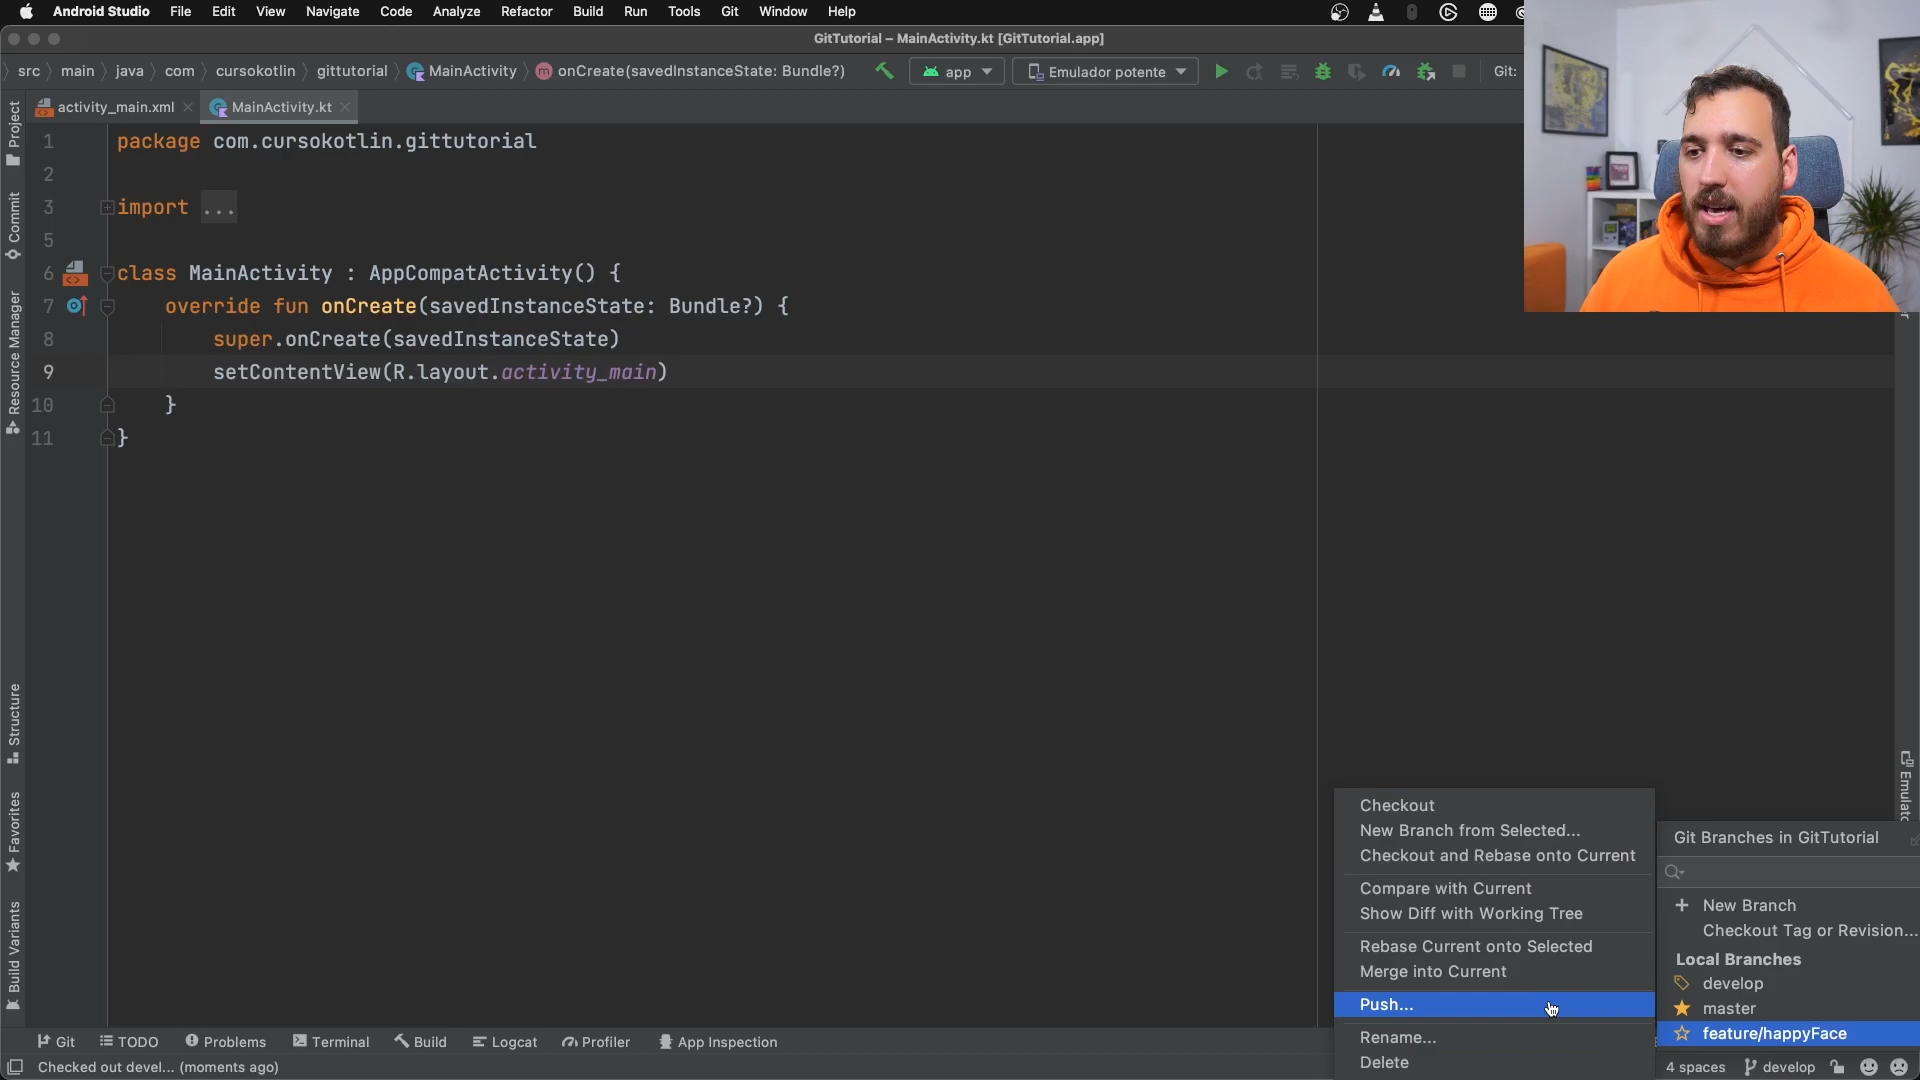 Android Studio File Edit View Navigate Code Analyze Refactor Build Run Tools Git Window Help
GitTutorial – MainActivity.kt [GitTutorial.app]
src main java com cursokotlin gittutorial MainActivity onCreate(savedInstanceState: Bundle?) app Emulador potente Git:
activity_main.xml MainActivity.kt
Project
Commit
Resource Manager
Structure
Favorites
Build Variants
1 package com.cursokotlin.gittutorial
2
3 import ...
5
6 class MainActivity : AppCompatActivity() {
7 override fun onCreate(savedInstanceState: Bundle?) {
8 super.onCreate(savedInstanceState)
9 setContentView(R.layout.activity_main)
10 }
11 }
Checkout
New Branch from Selected...
Checkout and Rebase onto Current
Compare with Current
Show Diff with Working Tree
Rebase Current onto Selected
Merge into Current
Push...
Rename...
Delete
Git Branches in GitTutorial
New Branch
Checkout Tag or Revision...
Local Branches
develop
master
feature/happyFace
Git TODO Problems Terminal Build Logcat Profiler App Inspection
Checked out devel... (moments ago) 4 spaces develop